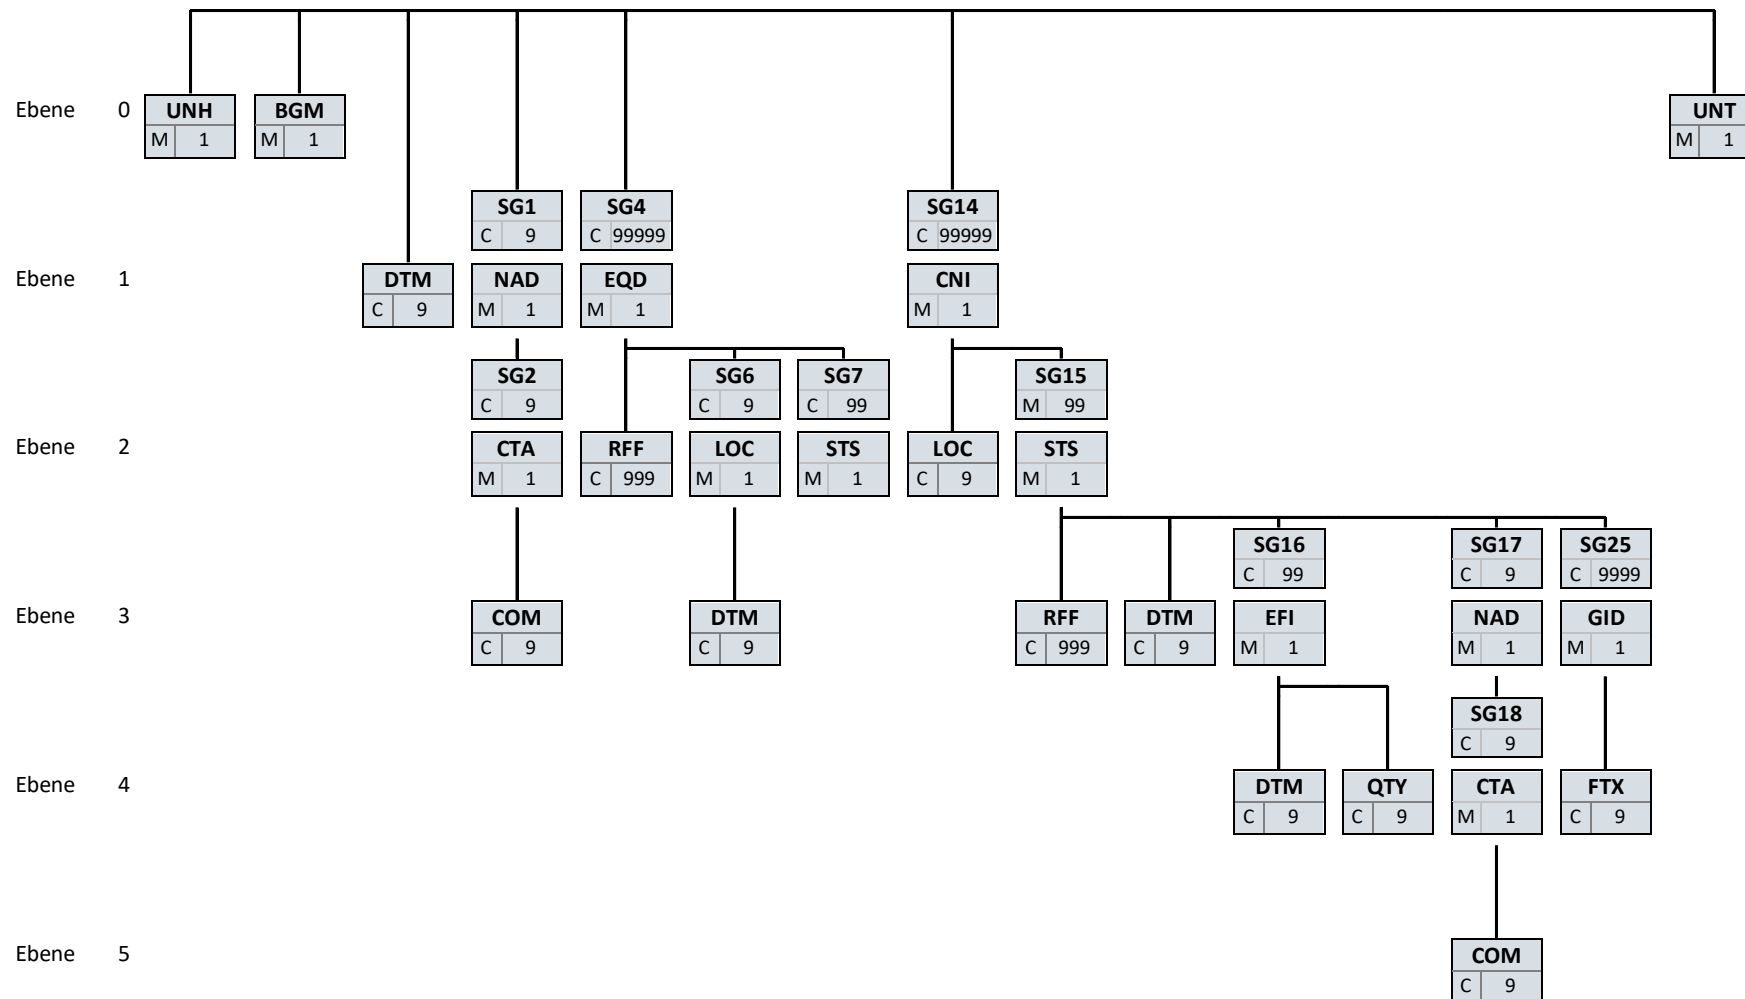 Ebene 0 UNH BGM UNT
M 1 M 1 M 1
SG1 SG4 SG14
C 9 C 99999 C 99999
Ebene 1 DTM NAD EQD CNI
C 9 M 1 M 1 M 1
SG2 SG6 SG7 SG15
C 9 C 9 C 99 M 99
Ebene 2 CTA RFF LOC STS LOC STS
M 1 C 999 M 1 M 1 C 9 M 1
SG16 SG17 SG25
C 99 C 9 C 9999
Ebene 3 COM DTM RFF DTM EFI NAD GID
C 9 C 9 C 999 C 9 M 1 M 1 M 1
SG18
C 9
Ebene 4 DTM QTY CTA FTX
C 9 C 9 M 1 C 9
Ebene 5 COM
C 9